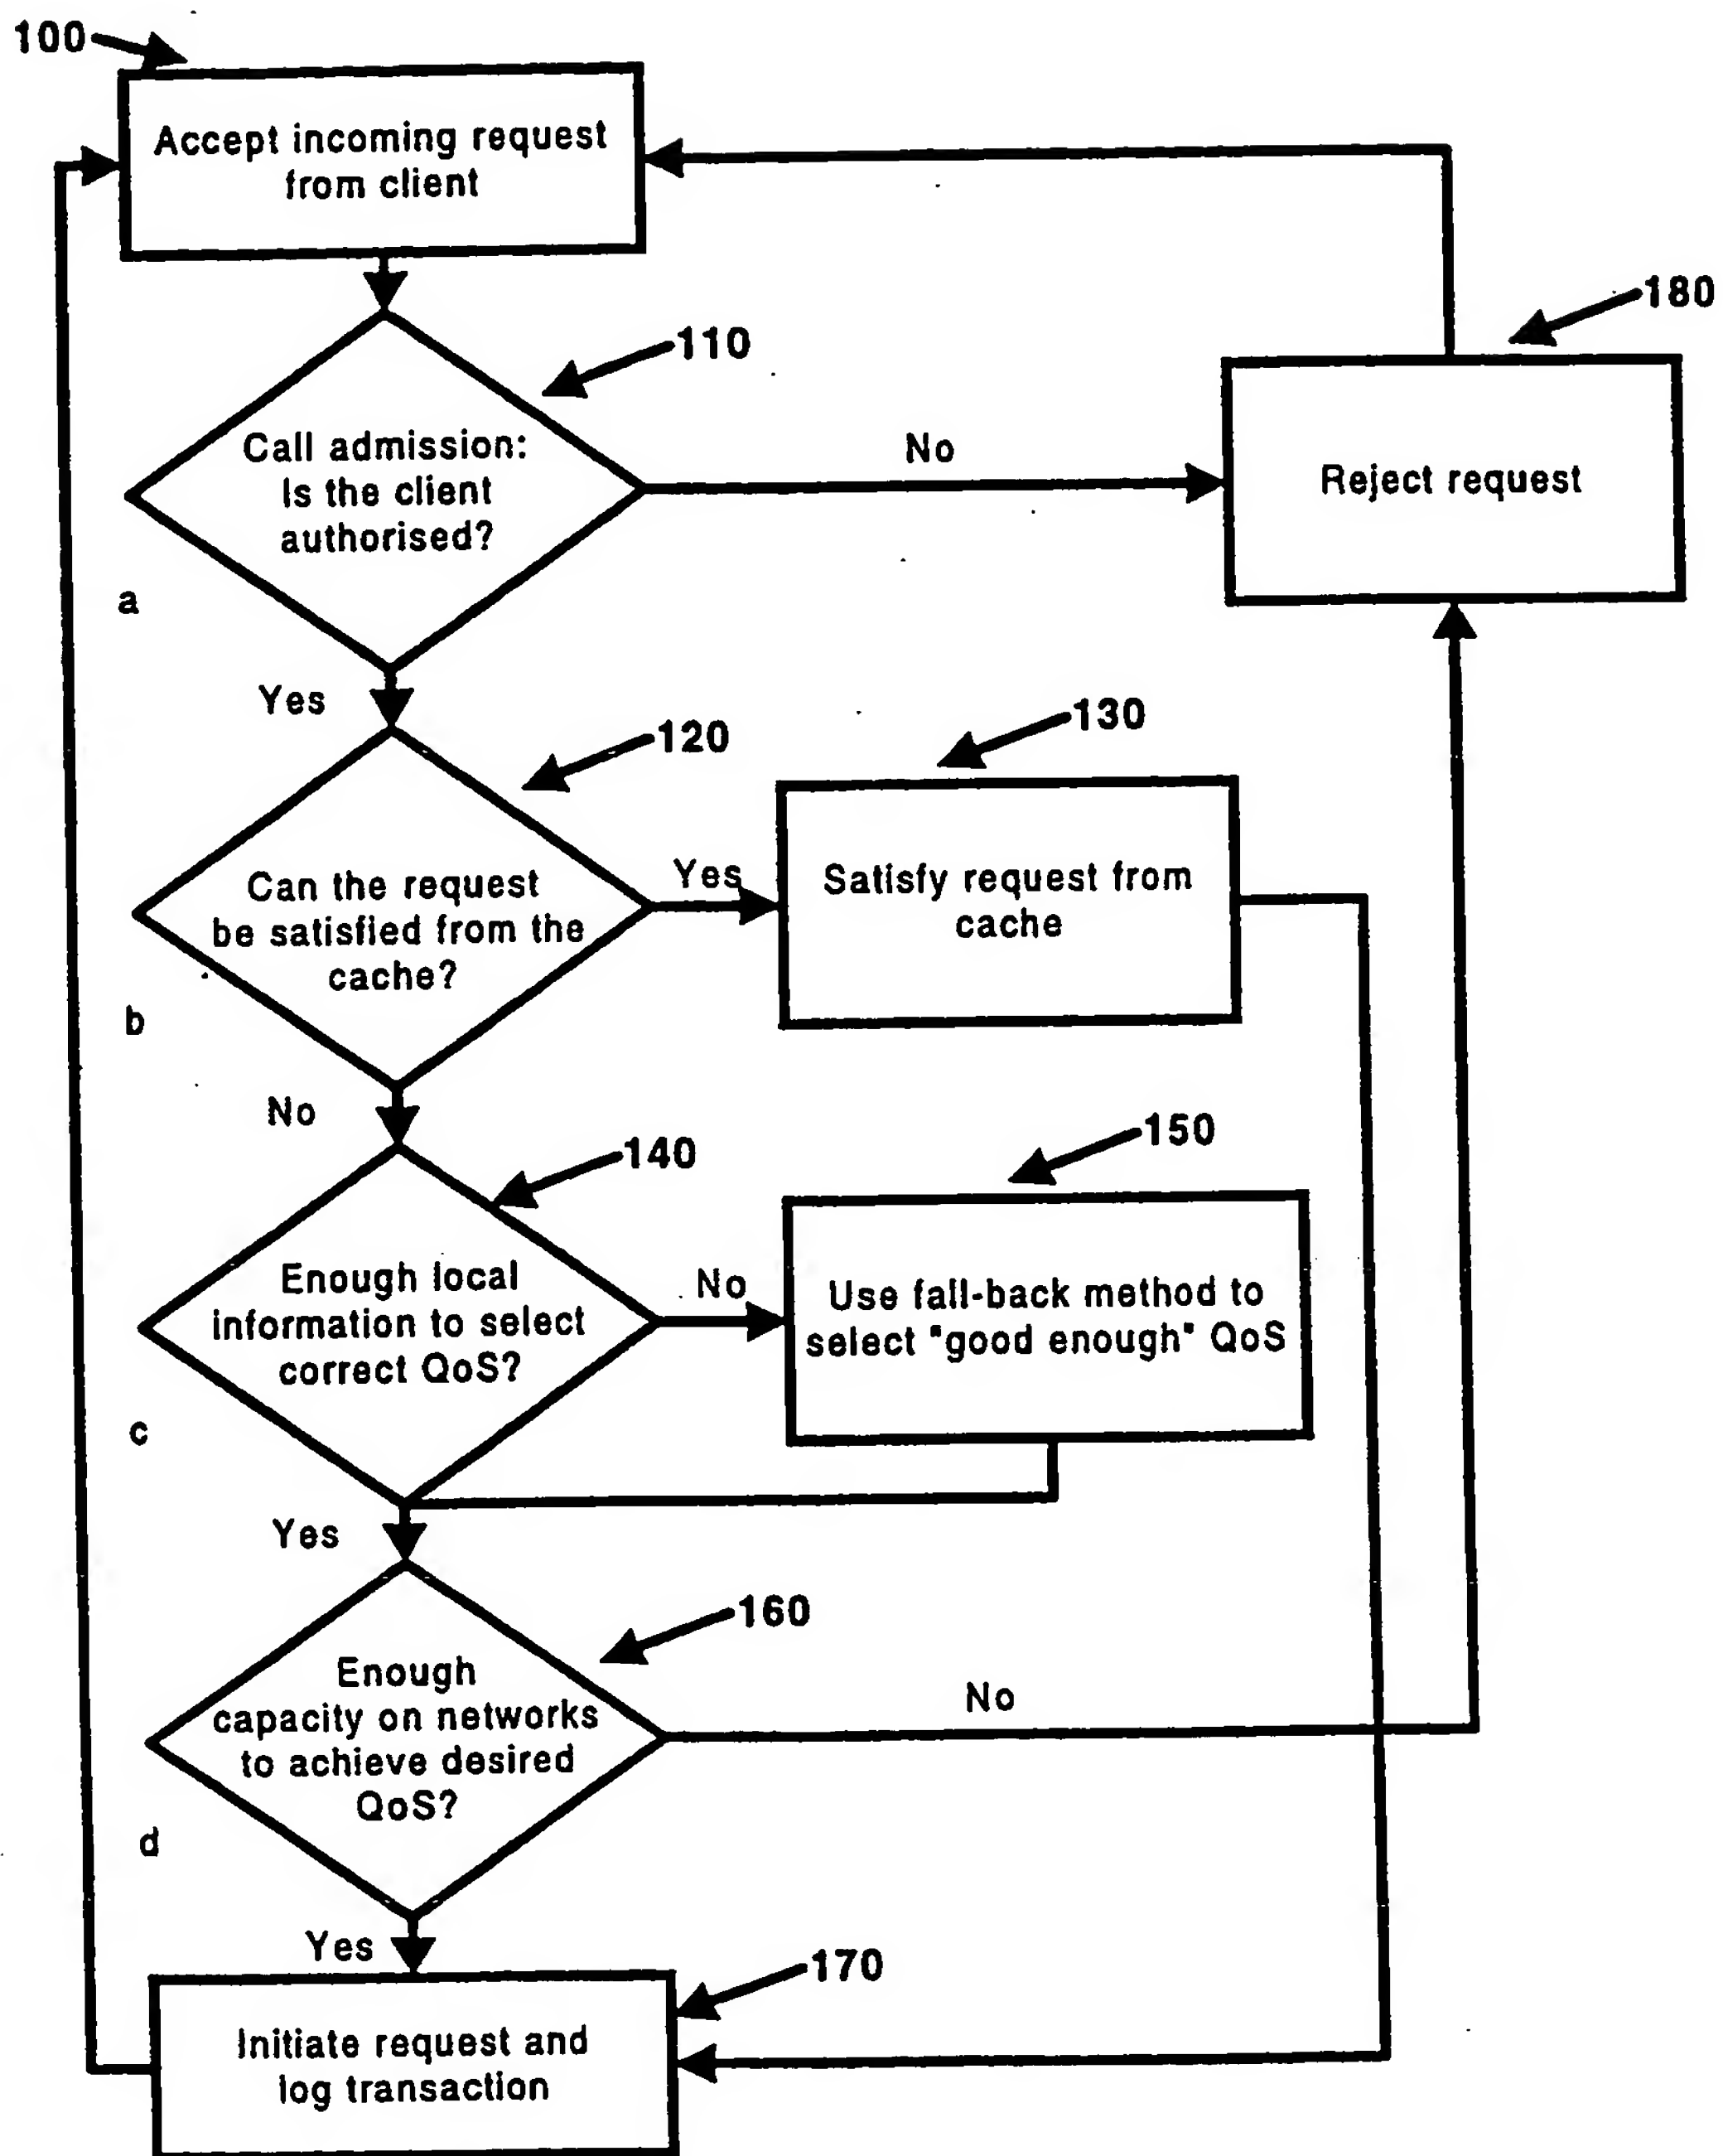 100
Accept incoming request
from client
180
110
Call admission:
Is the client
authorised?
No
Reject request
a
Yes
120
130
Can the request
be satisfied from the
cache?
Yes
Satisfy request from
cache
b
No
140
150
Enough local
information to select
correct QoS?
No
Use fall-back method to
select "good enough" QoS
c
Yes
160
Enough
capacity on networks
to achieve desired
QoS?
No
d
Yes
170
Initiate request and
log transaction